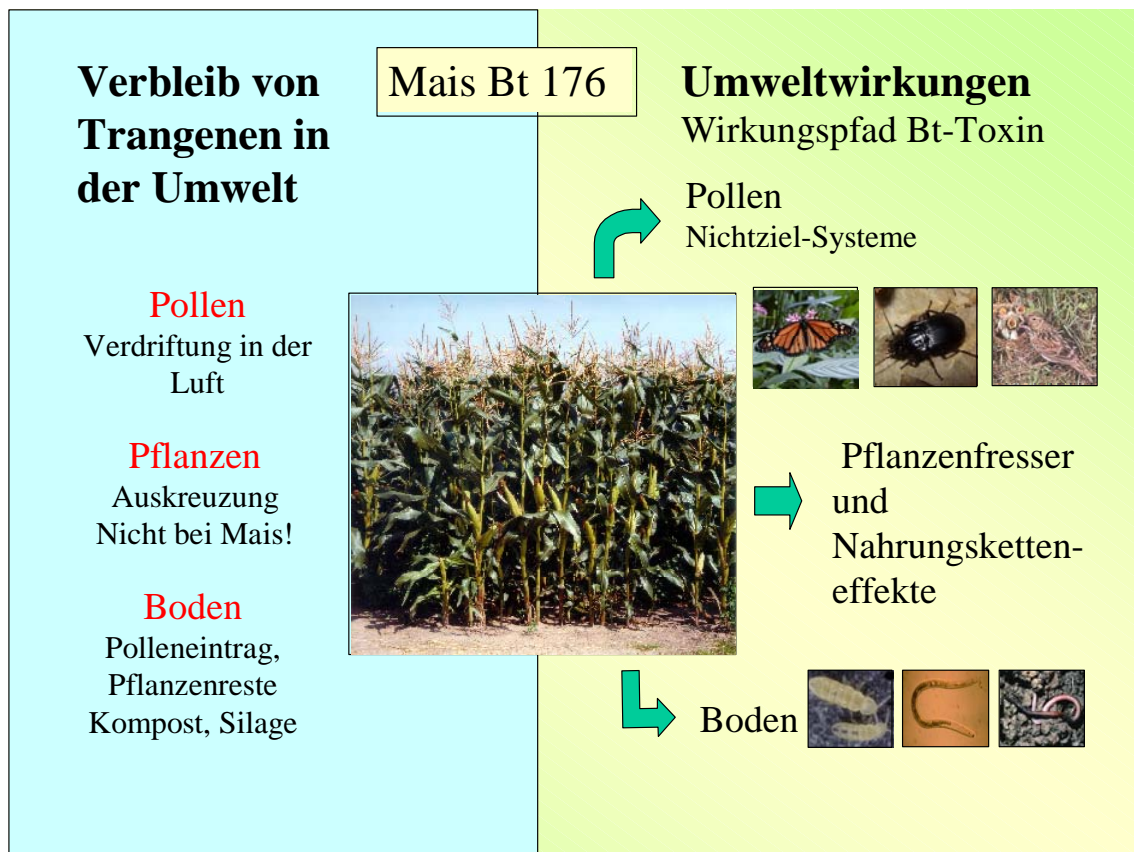 Verbleib von
Trangenen in
der Umwelt
Mais Bt 176
Umweltwirkungen
Wirkungspfad Bt-Toxin
Pollen
Nichtziel-Systeme
Pollen
Verdriftung in der
Luft
Pflanzen
Auskreuzung
Nicht bei Mais!
Boden
Polleneintrag,
Pflanzenreste
Kompost, Silage
Pflanzenfresser
und
Nahrungsketten-
effekte
Boden